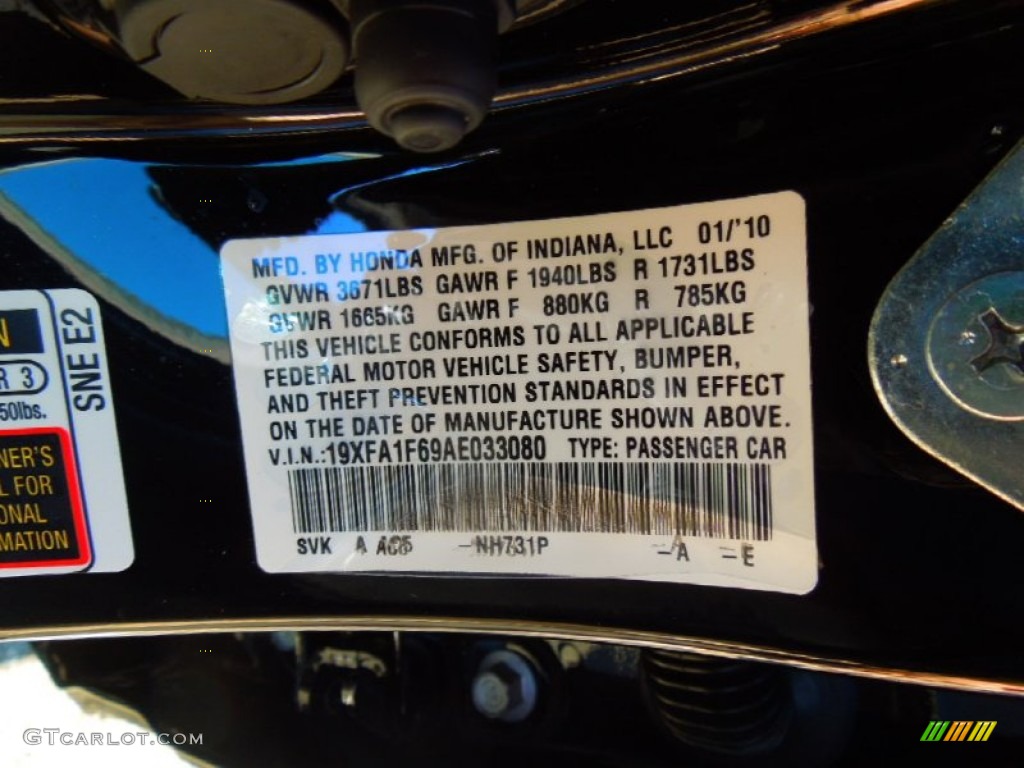 MFD. BY HONDA MFG. OF INDIANA, LLC 01/'10
GVWR 3671LBS GAWR F 1940LBS R 1731LBS
GVWR 1665KG GAWR F 880KG R 785KG
THIS VEHICLE CONFORMS TO ALL APPLICABLE
FEDERAL MOTOR VEHICLE SAFETY, BUMPER,
AND THEFT PREVENTION STANDARDS IN EFFECT
ON THE DATE OF MANUFACTURE SHOWN ABOVE.
V.I.N.:19XFA1F69AE033080 TYPE: PASSENGER CAR
SVK A -NH731P -A -E
SNE E2
N
R 3
50lbs.
NER'S
L FOR
ONAL
MATION
GTCARLOT.COM